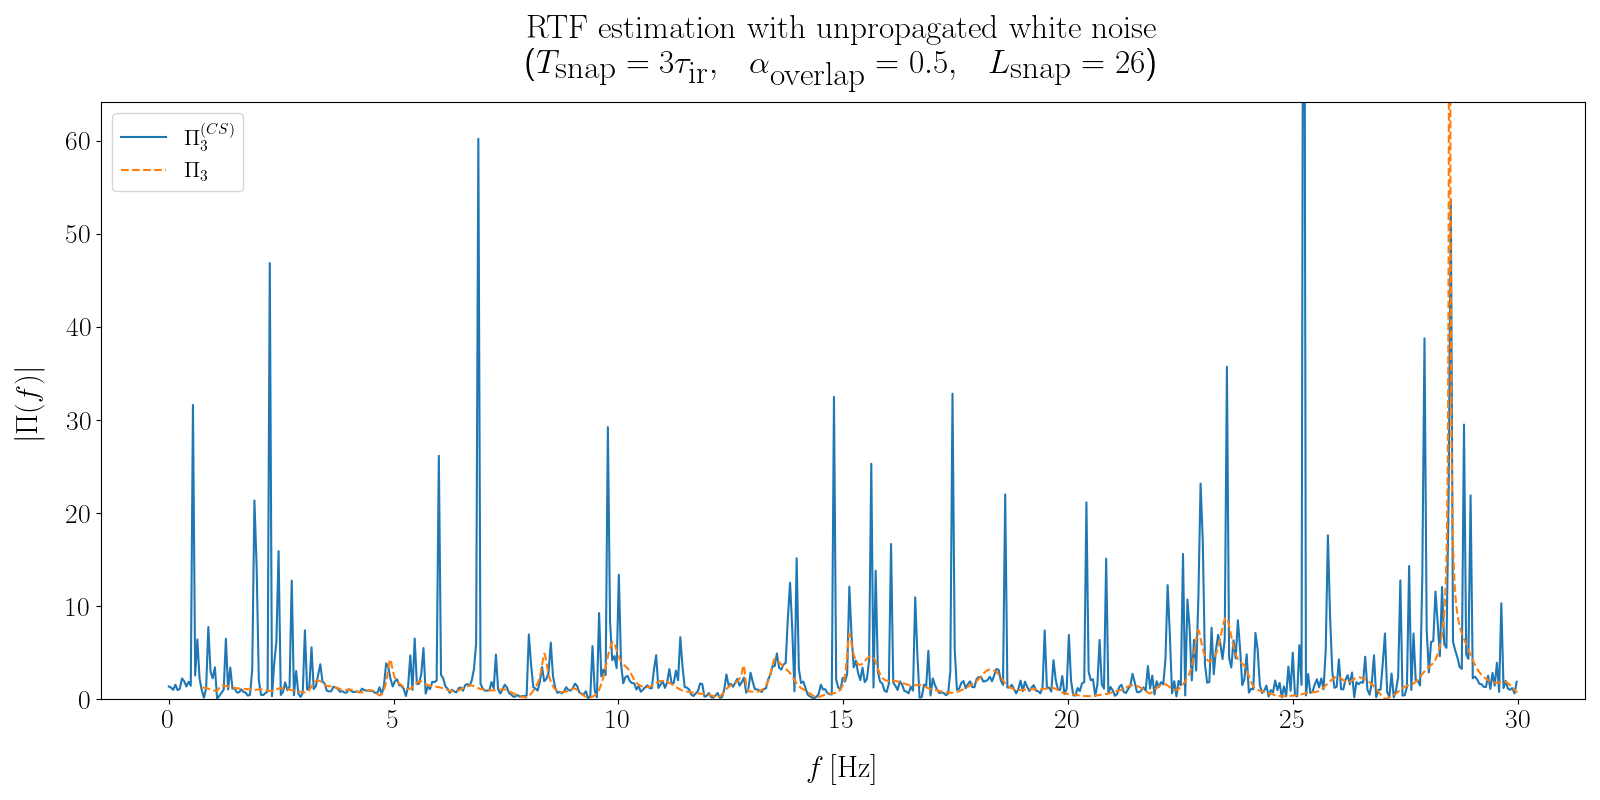 RTF estimation with unpropagated white noise
(T_snap = 3τ_ir, α_overlap = 0.5, L_snap = 26)
Π_3^(CS)
Π_3
60
50
40
30
20
10
0
|Π(f)|
0 5 10 15 20 25 30
f [Hz]